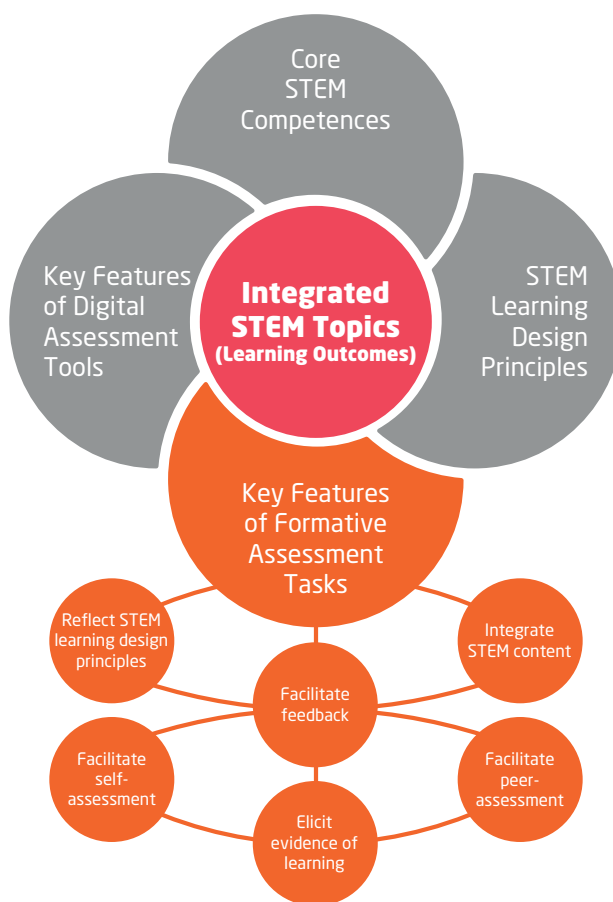 Core
STEM
Competences
Key Features
of Digital
Assessment
Tools
Integrated
STEM Topics
(Learning Outcomes)
STEM
Learning
Design
Principles
Key Features
of Formative
Assessment
Tasks
Reflect STEM
learning design
principles
Integrate
STEM content
Facilitate
feedback
Facilitate
self-
assessment
Facilitate
peer-
assessment
Elicit
evidence of
learning